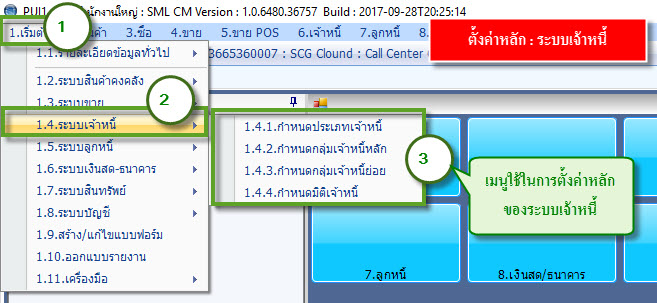 PUI1 สำนักงานใหญ่ : SML CM Version : 1.0.6480.36757 Build : 2017-09-28T20:25:14
1.เริ่มต้ 1 นค้า 3.ซื้อ 4.ขาย 5.ขาย POS 6.เจ้าหนี้ 7.ลูกหนี้ 8.
ตั้งค่าหลัก : ระบบเจ้าหนี้
1.1.รายละเอียดข้อมูลทั่วไป
3665360007 : SCG Clound : Call Center
1.2.ระบบสินค้าคงคลัง
1.3.ระบบขาย
2
1.4.ระบบเจ้าหนี้
1.5.ระบบลูกหนี้
1.6.ระบบเงินสด-ธนาคาร
1.7.ระบบสินทรัพย์
1.8.ระบบบัญชี
1.9.สร้าง/แก้ไขแบบฟอร์ม
1.10.ออกแบบรายงาน
1.11.เครื่องมือ
1.4.1.กำหนดประเภทเจ้าหนี้
1.4.2.กำหนดกลุ่มเจ้าหนี้หลัก
1.4.3.กำหนดกลุ่มเจ้าหนี้ย่อย
1.4.4.กำหนดมิติเจ้าหนี้
3
เมนูใช้ในการตั้งค่าหลัก
ของระบบเจ้าหนี้
7.ลูกหนี้
8.เงินสด/ธนาคาร